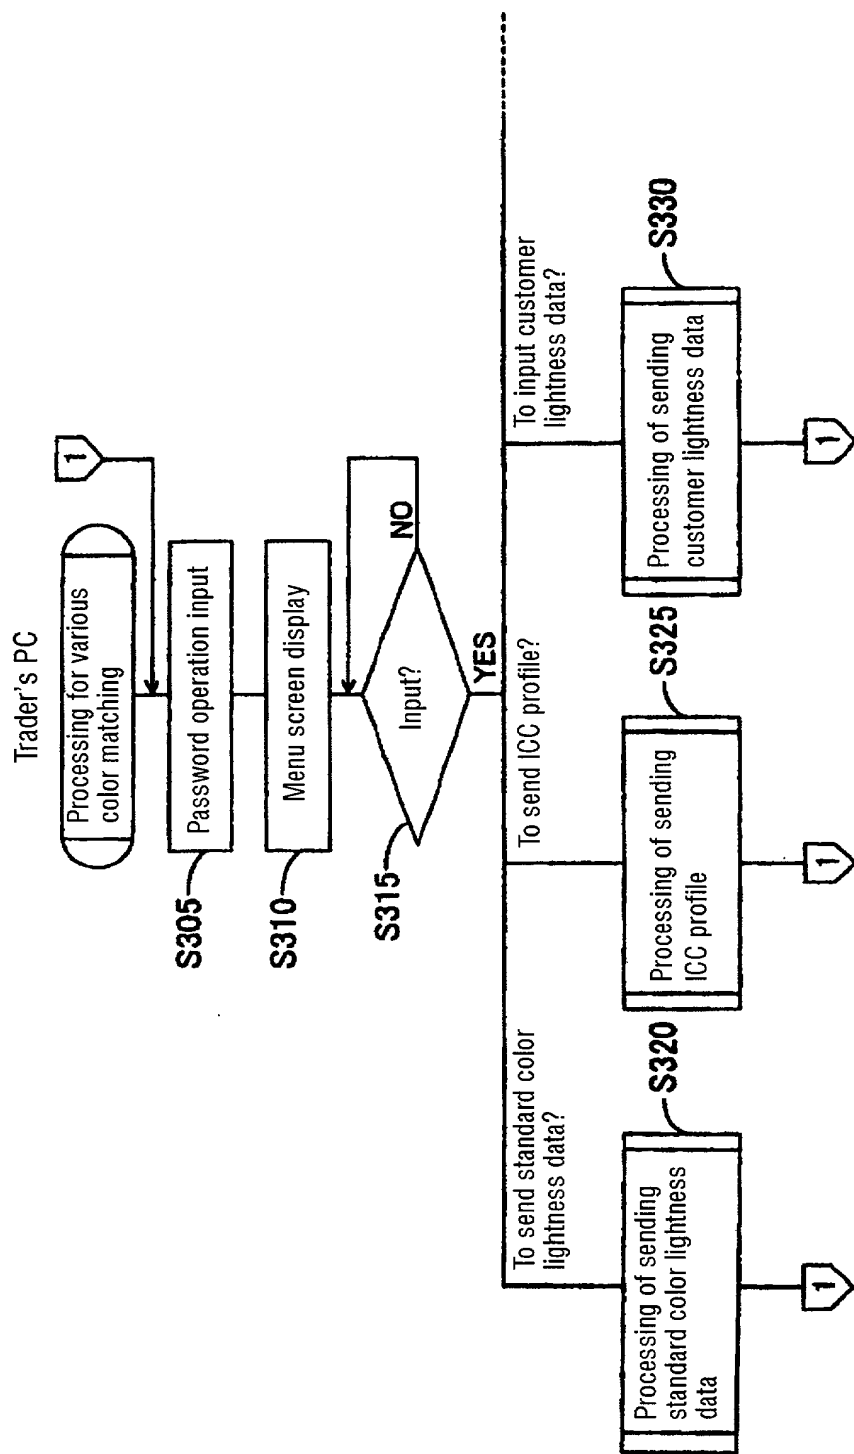 Trader's PC
Processing for various
color matching
1
S305
Password operation input
S310
Menu screen display
S315
Input?
NO
YES
To send standard color
lightness data?
To send ICC profile?
To input customer
lightness data?
S320
Processing of sending
standard color lightness
data
S325
Processing of sending
ICC profile
S330
Processing of sending
customer lightness data
1
1
1